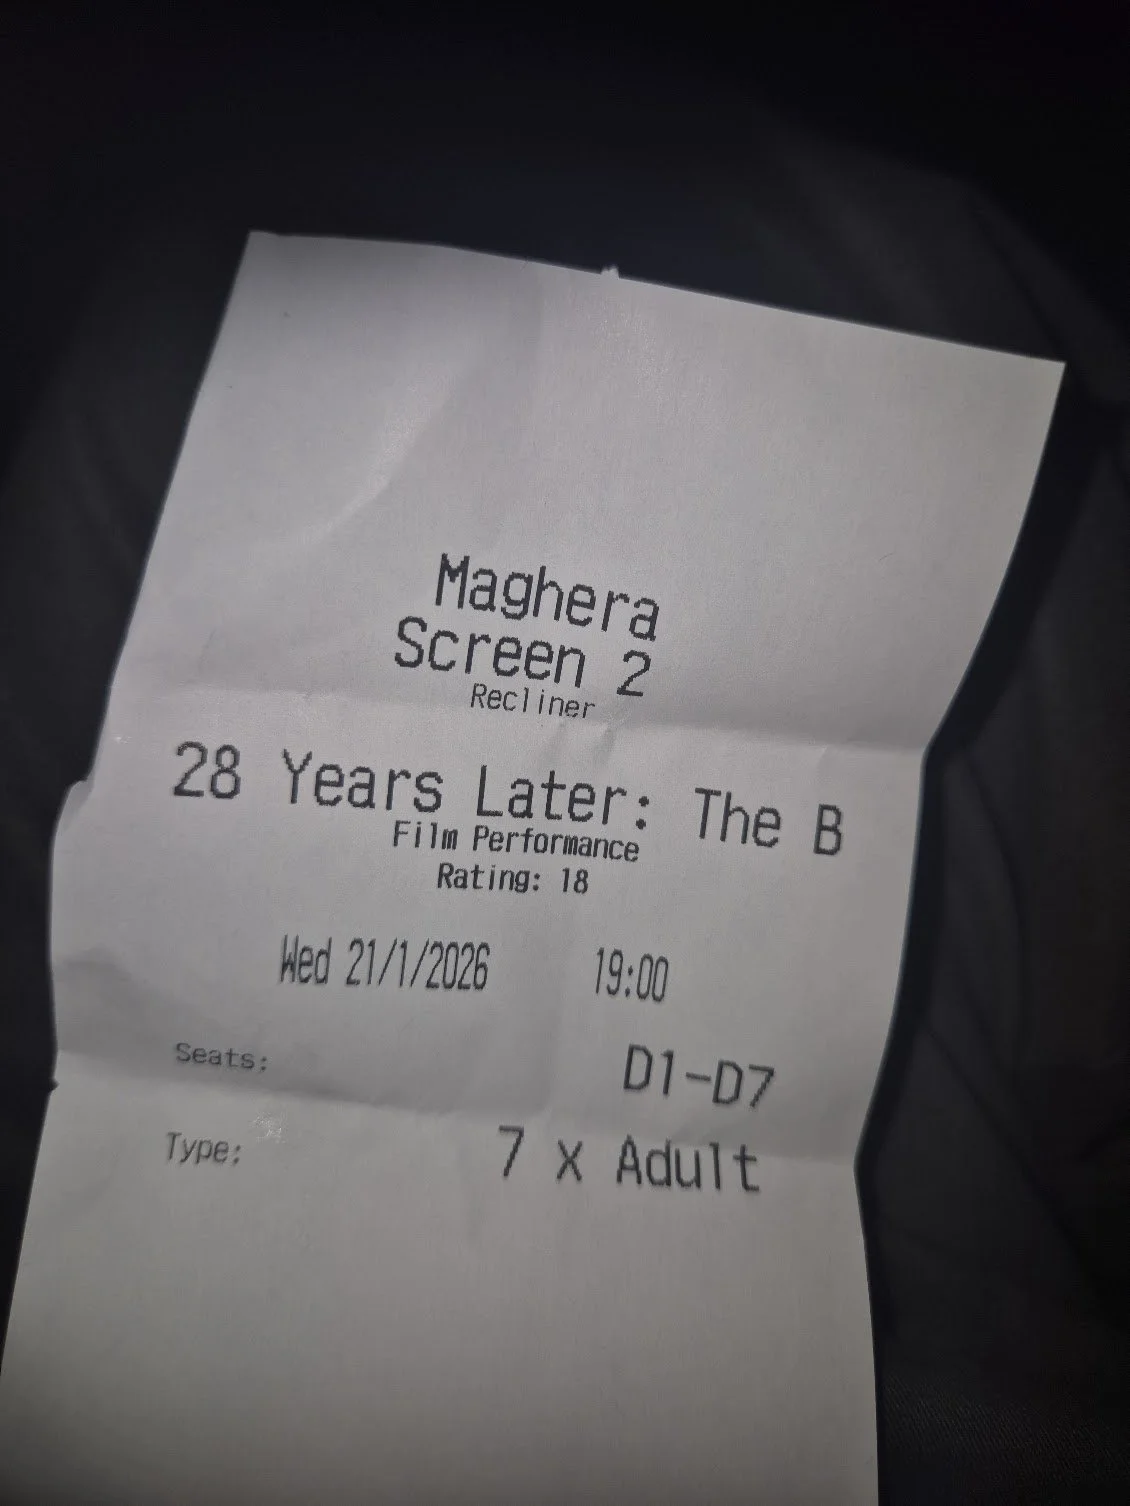 Maghera
Screen 2
Recliner
28 Years Later: The B
Film Performance
Rating: 18
Wed 21/1/2026 19:00
Seats: D1-D7
Type: 7 x Adult